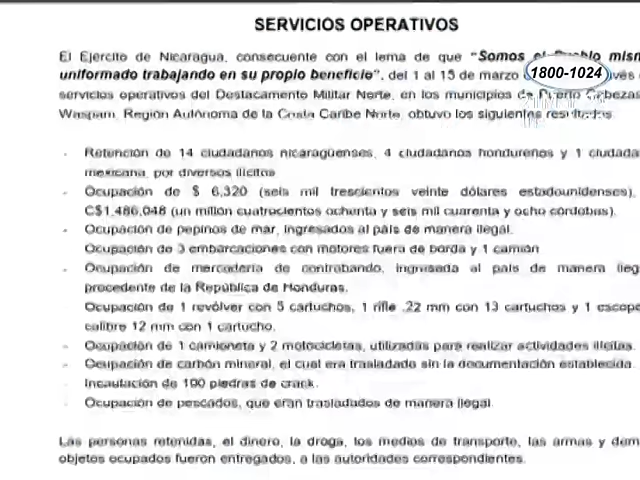 SERVICIOS OPERATIVOS
El Ejercito de Nicaragua, consecuente con el lema de que "Somos el Pueblo
1800-1024
uniformado trabajando en su propio beneficio", del 1 al 15 de marzo
servicios operativos del Destacamento Militar Norte, en los municipios de Puerto Cabezas
Waspam, Región Autónoma de la Costa Caribe Norte, obtuvo los siguientes resultados
- Retención de 14 ciudadanos nicaragüenses, 4 ciudadanos hondureños y 1
mexicana, por diversos ilícitos
- Ocupación de $ 6,320 (seis mil trescientos veinte dólares estadounidenses),
C$1,486,048 (un millón cuatrocientos ochenta y seis mil cuarenta y ocho córdobas).
- Ocupación de pepinos de mar, ingresados al país de manera ilegal.
Ocupación de 3 embarcaciones con motores fuera de borda y 1 camión
- Ocupación de mercadería de contrabando, ingresada al país de manera
procedente de la República de Honduras.
Ocupación de 1 revólver con 5 cartuchos, 1 rifle .22 mm con 13 cartuchos y 1
calibre 12 mm con 1 cartucho.
- Ocupación de 1 camioneta y 2 motocicletas, utilizadas para realizar actividades ilícitas.
- Ocupación de carbón mineral, el cual era trasladado sin la documentación establecida.
- Incautación de 100 piedras de crack.
- Ocupación de pescados, que eran trasladados de manera ilegal.
Las personas retenidas, el dinero, la droga, los medios de transporte, las armas y
objetos ocupados fueron entregados, a las autoridades correspondientes.